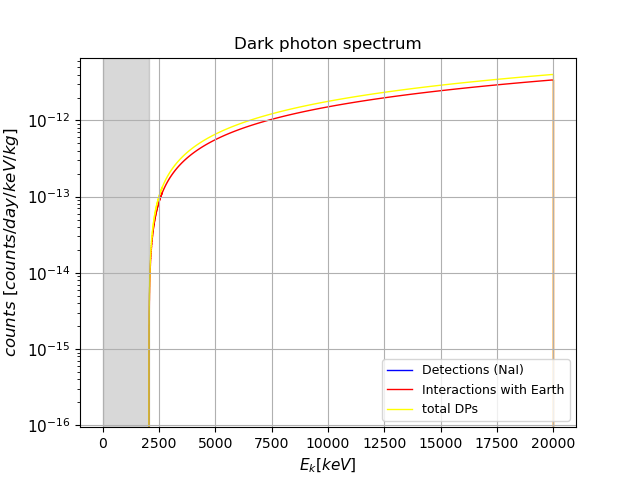 Dark photon spectrum
counts [counts/day/keV/kg]
10⁻¹²
10⁻¹³
10⁻¹⁴
10⁻¹⁵
10⁻¹⁶
Detections (NaI)
Interactions with Earth
total DPs
0 2500 5000 7500 10000 12500 15000 17500 20000
Eₖ[keV]